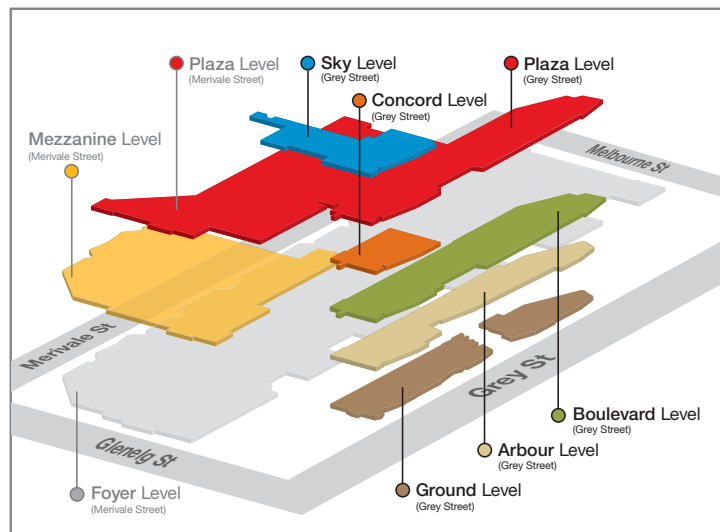 Plaza Level
(Merivale Street)
Sky Level
(Grey Street)
Plaza Level
(Grey Street)
Concord Level
(Grey Street)
Mezzanine Level
(Merivale Street)
Melbourne St
Merivale St
Grey St
Glenelg St
Boulevard Level
(Grey Street)
Arbour Level
(Grey Street)
Foyer Level
(Merivale Street)
Ground Level
(Grey Street)